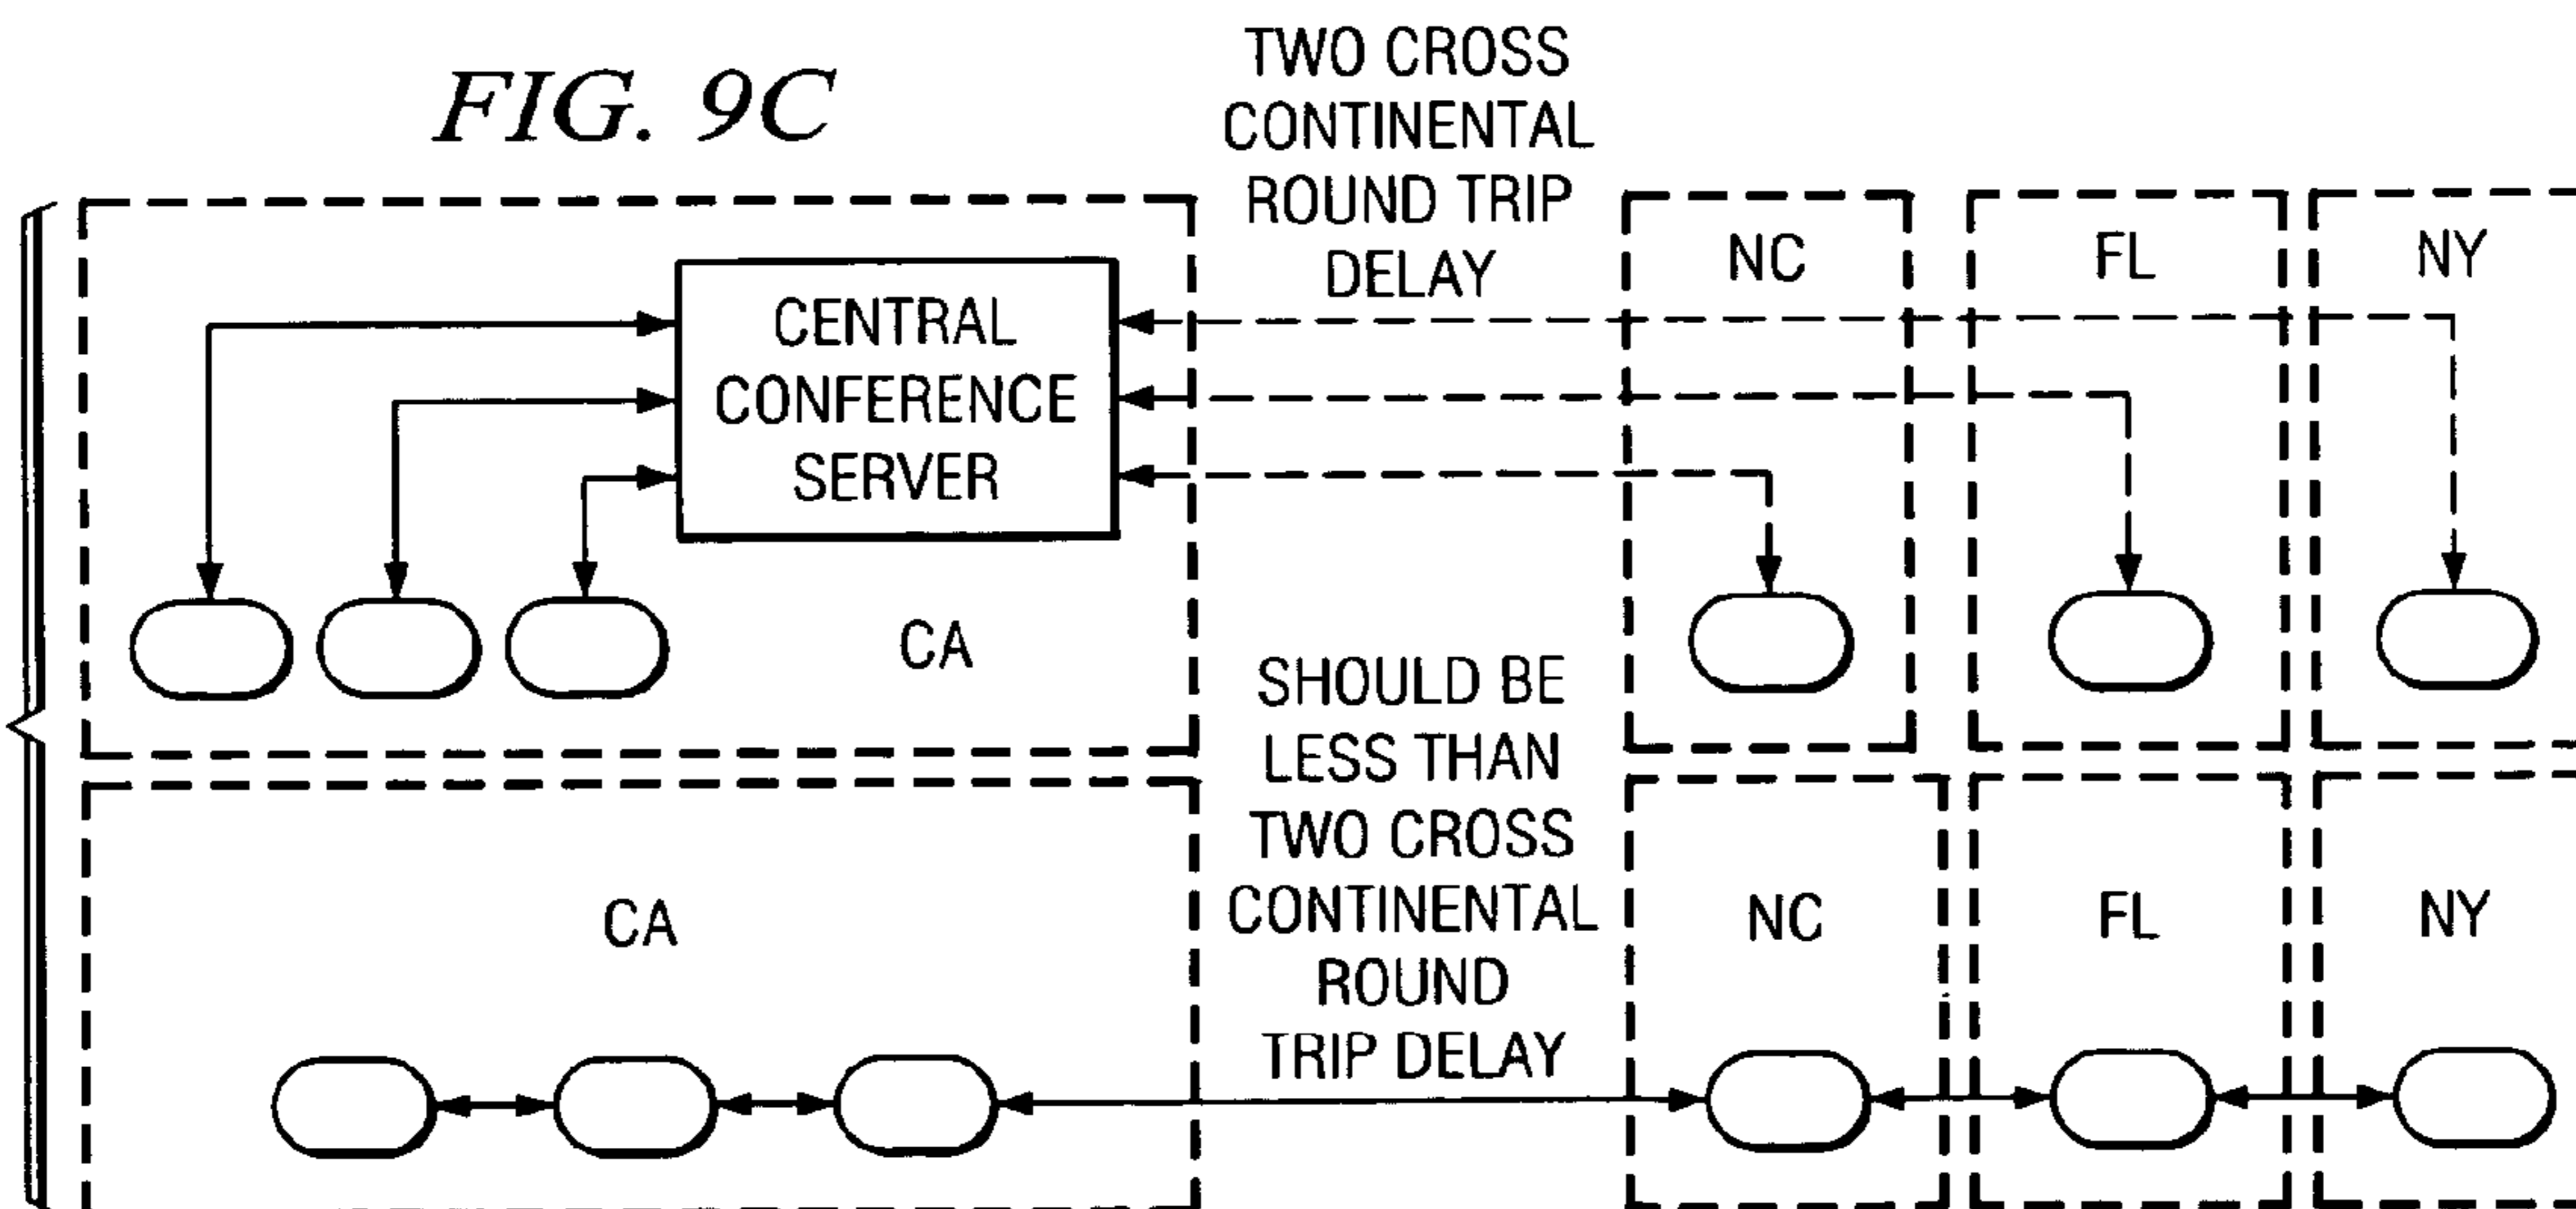 FIG. 9C
TWO CROSS
CONTINENTAL
ROUND TRIP
DELAY
NC
FL
NY
CENTRAL
CONFERENCE
SERVER
CA
SHOULD BE
LESS THAN
TWO CROSS
CONTINENTAL
ROUND
TRIP DELAY
CA
NC
FL
NY